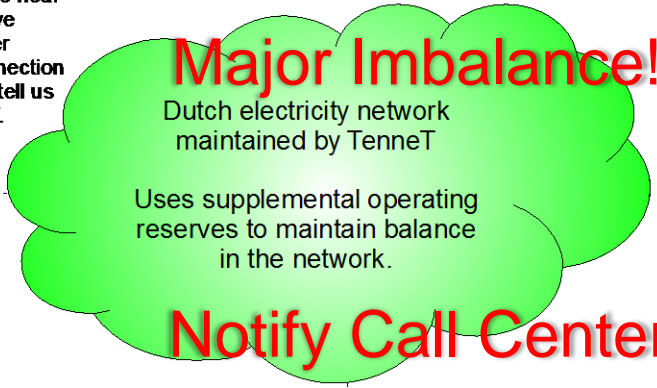 ve
er
nection
tell us
Major Imbalance!
Dutch electricity network
maintained by TenneT
Uses supplemental operating
reserves to maintain balance
in the network.
Notify Call Center